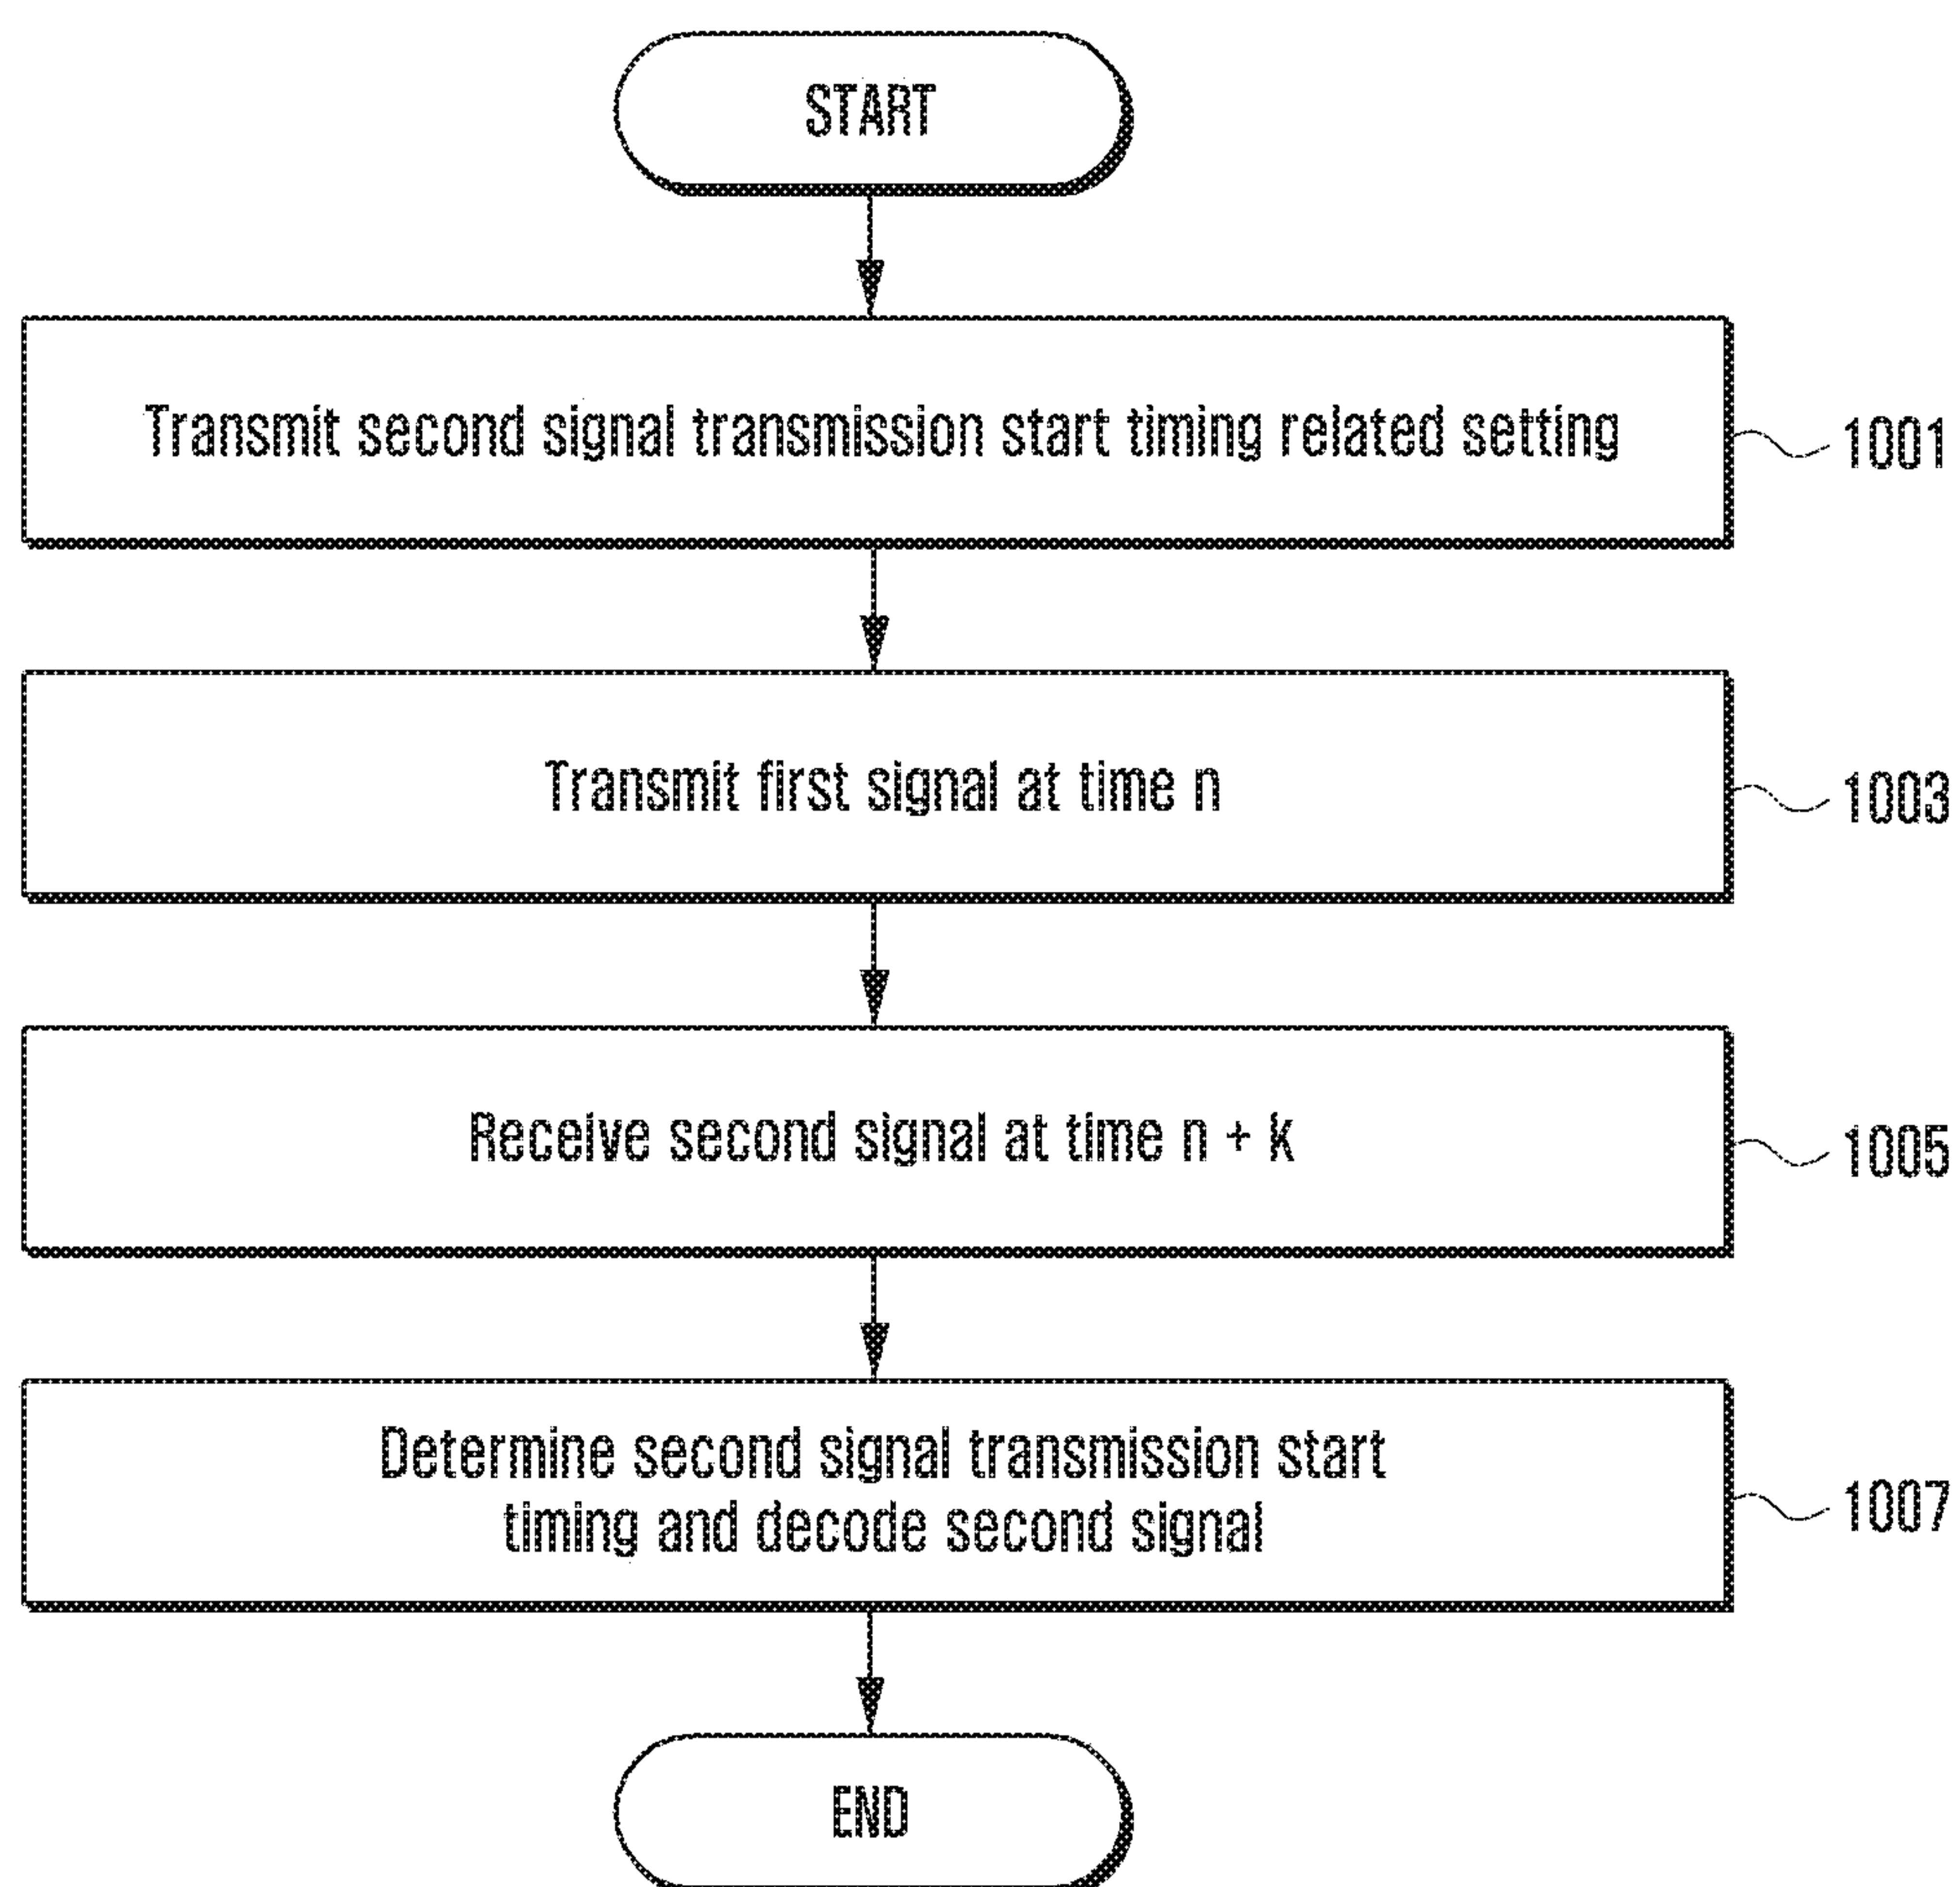 START
Transmit second signal transmission start timing related setting
1001
Transmit first signal at time n
1003
Receive second signal at time n + k
1005
Determine second signal transmission start
timing and decode second signal
1007
END